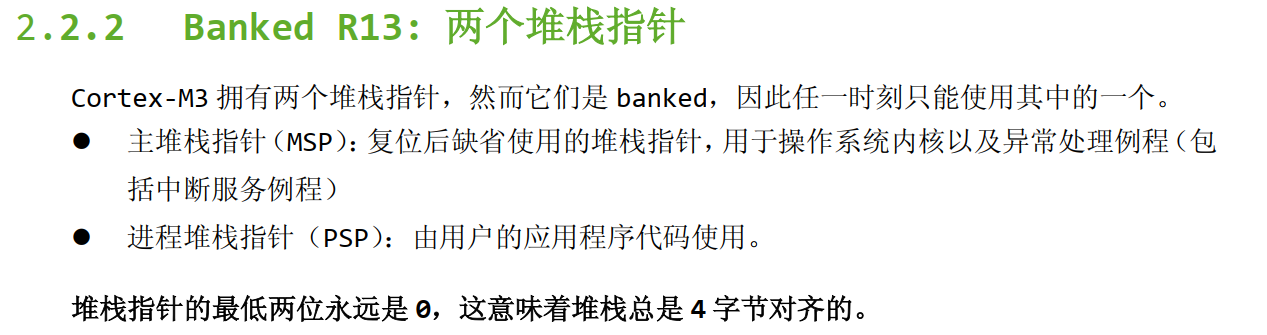 2.2.2 Banked R13: 两个堆栈指针
Cortex-M3 拥有两个堆栈指针，然而它们是 banked，因此任一时刻只能使用其中的一个。
● 主堆栈指针（MSP）：复位后缺省使用的堆栈指针，用于操作系统内核以及异常处理例程（包
括中断服务例程）
● 进程堆栈指针（PSP）：由用户的应用程序代码使用。
堆栈指针的最低两位永远是 0，这意味着堆栈总是 4 字节对齐的。